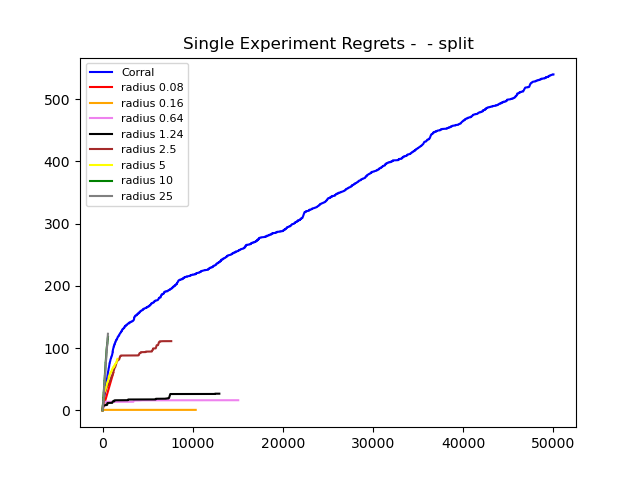 Single Experiment Regrets -  - split
Corral
radius 0.08
radius 0.16
radius 0.64
radius 1.24
radius 2.5
radius 5
radius 10
radius 25
500
400
300
200
100
0
0 10000 20000 30000 40000 50000